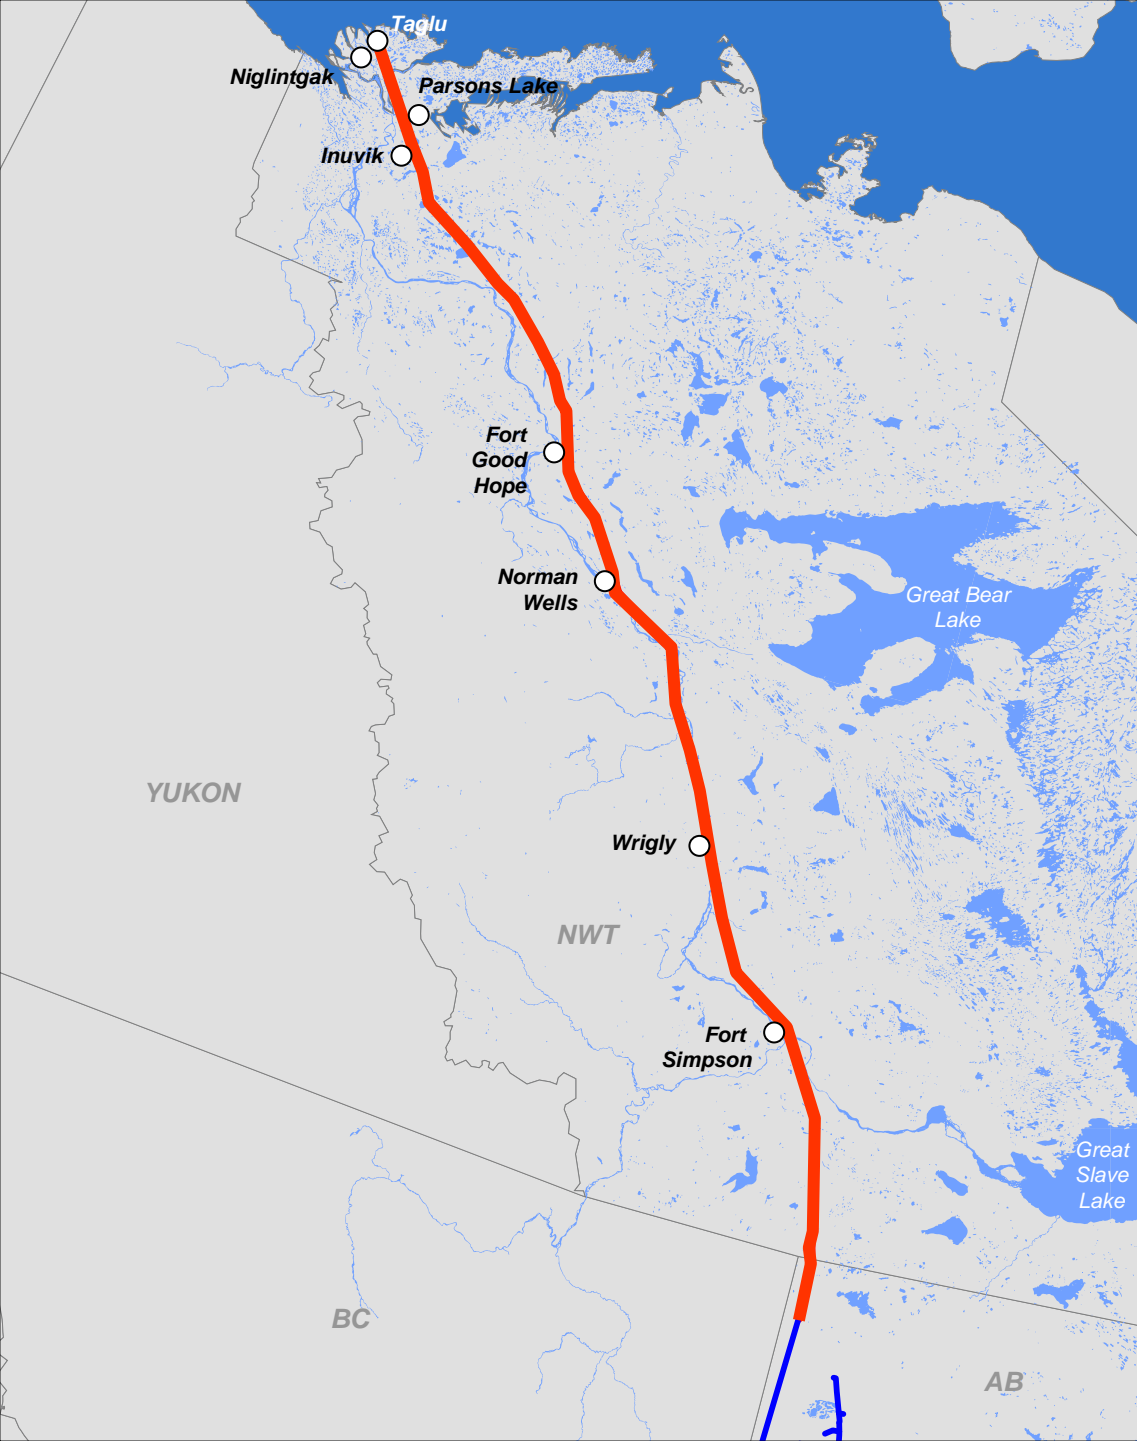 Taglu
Niglintgak
Parsons Lake
Inuvik
Fort
Good
Hope
Norman
Wells
Great Bear
Lake
YUKON
Wrigly
NWT
Fort
Simpson
Great
Slave
Lake
BC
AB